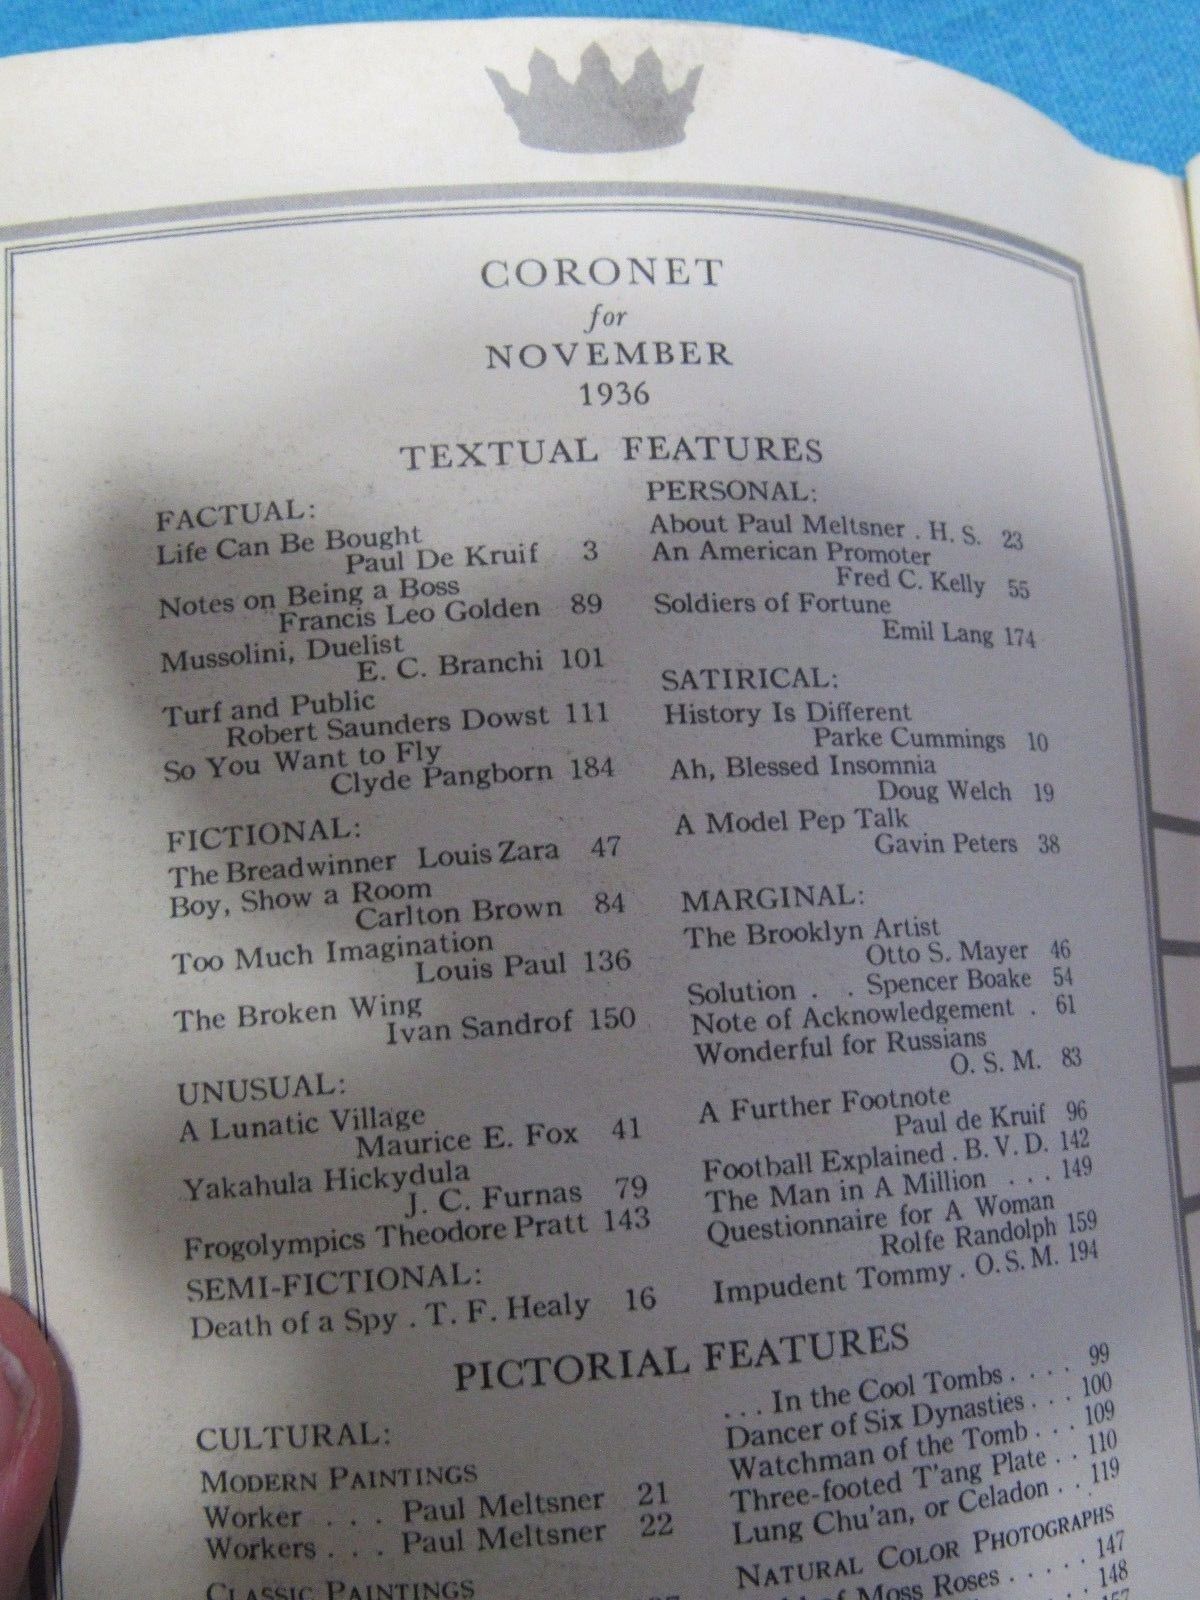 CORONET
for
NOVEMBER
1936
TEXTUAL FEATURES
FACTUAL:
Life Can Be Bought
Paul De Kruif 3
Notes on Being a Boss
Francis Leo Golden 89
Mussolini, Duelist
E. C. Branchi 101
Turf and Public
Robert Saunders Dowst 111
So You Want to Fly
Clyde Pangborn 184
FICTIONAL:
The Breadwinner Louis Zara 47
Boy, Show a Room
Carlton Brown 84
Too Much Imagination
Louis Paul 136
The Broken Wing
Ivan Sandrof 150
UNUSUAL:
A Lunatic Village
Maurice E. Fox 41
Yakahula Hickydula
J. C. Furnas 79
Frogolympics Theodore Pratt 143
SEMI-FICTIONAL:
Death of a Spy . T. F. Healy 16
PERSONAL:
About Paul Meltsner . H. S. 23
An American Promoter
Fred C. Kelly 55
Soldiers of Fortune
Emil Lang 174
SATIRICAL:
History Is Different
Parke Cummings 10
Ah, Blessed Insomnia
Doug Welch 19
A Model Pep Talk
Gavin Peters 38
MARGINAL:
The Brooklyn Artist
Otto S. Mayer 46
Solution . . Spencer Boake 54
Note of Acknowledgement . 61
Wonderful for Russians
O. S. M. 83
A Further Footnote
Paul de Kruif 96
Football Explained . B. V. D. 142
The Man in A Million . . . 149
Questionnaire for A Woman
Rolfe Randolph 159
Impudent Tommy . O. S. M. 194
PICTORIAL FEATURES
CULTURAL:
MODERN PAINTINGS
Worker . . . Paul Meltsner 21
Workers . . . Paul Meltsner 22
CLASSIC PAINTINGS
. . . In the Cool Tombs . . . . 99
Dancer of Six Dynasties . . . 100
Watchman of the Tomb . . . 109
Three-footed T'ang Plate . . 110
Lung Chu'an, or Celadon . . 119
NATURAL COLOR PHOTOGRAPHS
of Moss Roses . . . . . 147
148